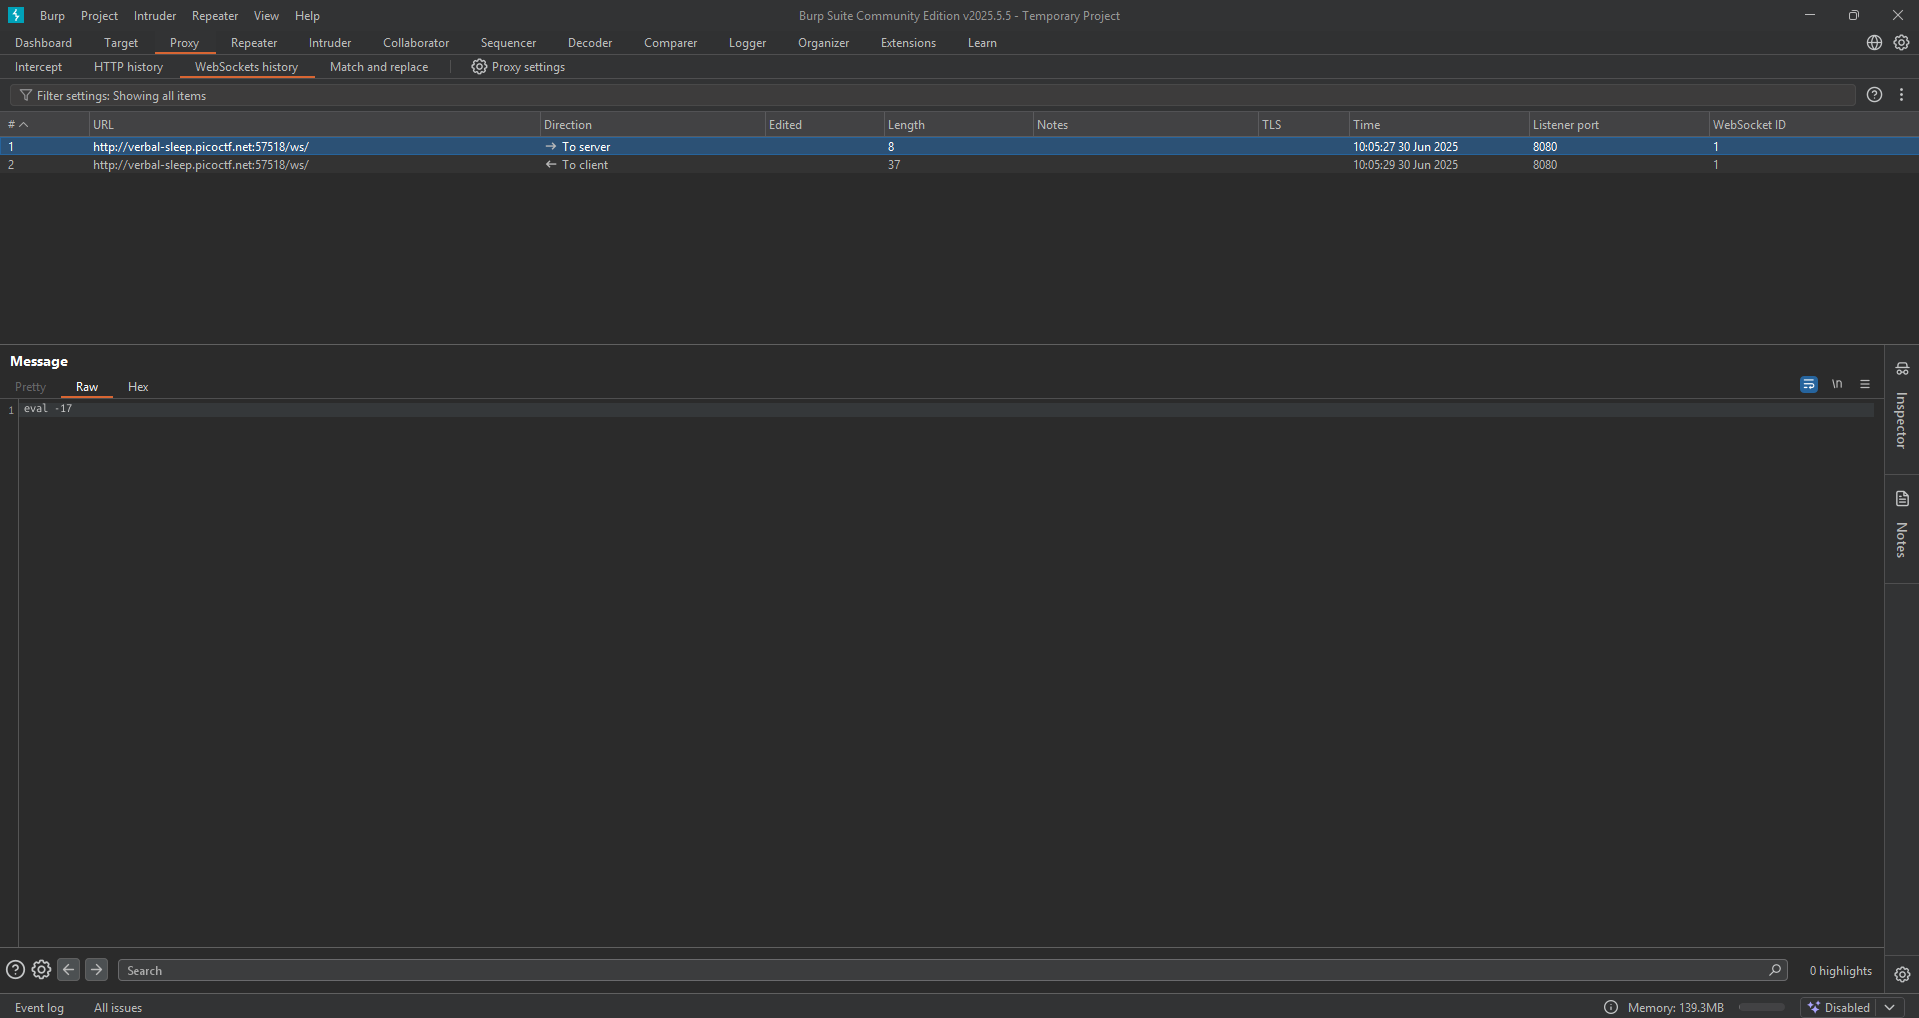 Burp Project Intruder Repeater View Help Burp Suite Community Edition v2025.5.5 - Temporary Project
Dashboard Target Proxy Repeater Intruder Collaborator Sequencer Decoder Comparer Logger Organizer Extensions Learn
Intercept HTTP history WebSockets history Match and replace Proxy settings
Filter settings: Showing all items
# URL Direction Edited Length Notes TLS Time Listener port WebSocket ID
1 http://verbal-sleep.picoctf.net:57518/ws/ → To server 8 10:05:27 30 Jun 2025 8080 1
2 http://verbal-sleep.picoctf.net:57518/ws/ ← To client 37 10:05:29 30 Jun 2025 8080 1
Message
Pretty Raw Hex \n
1 eval -17
Inspector
Notes
Search 0 highlights
Event log All issues Memory: 139.3MB Disabled